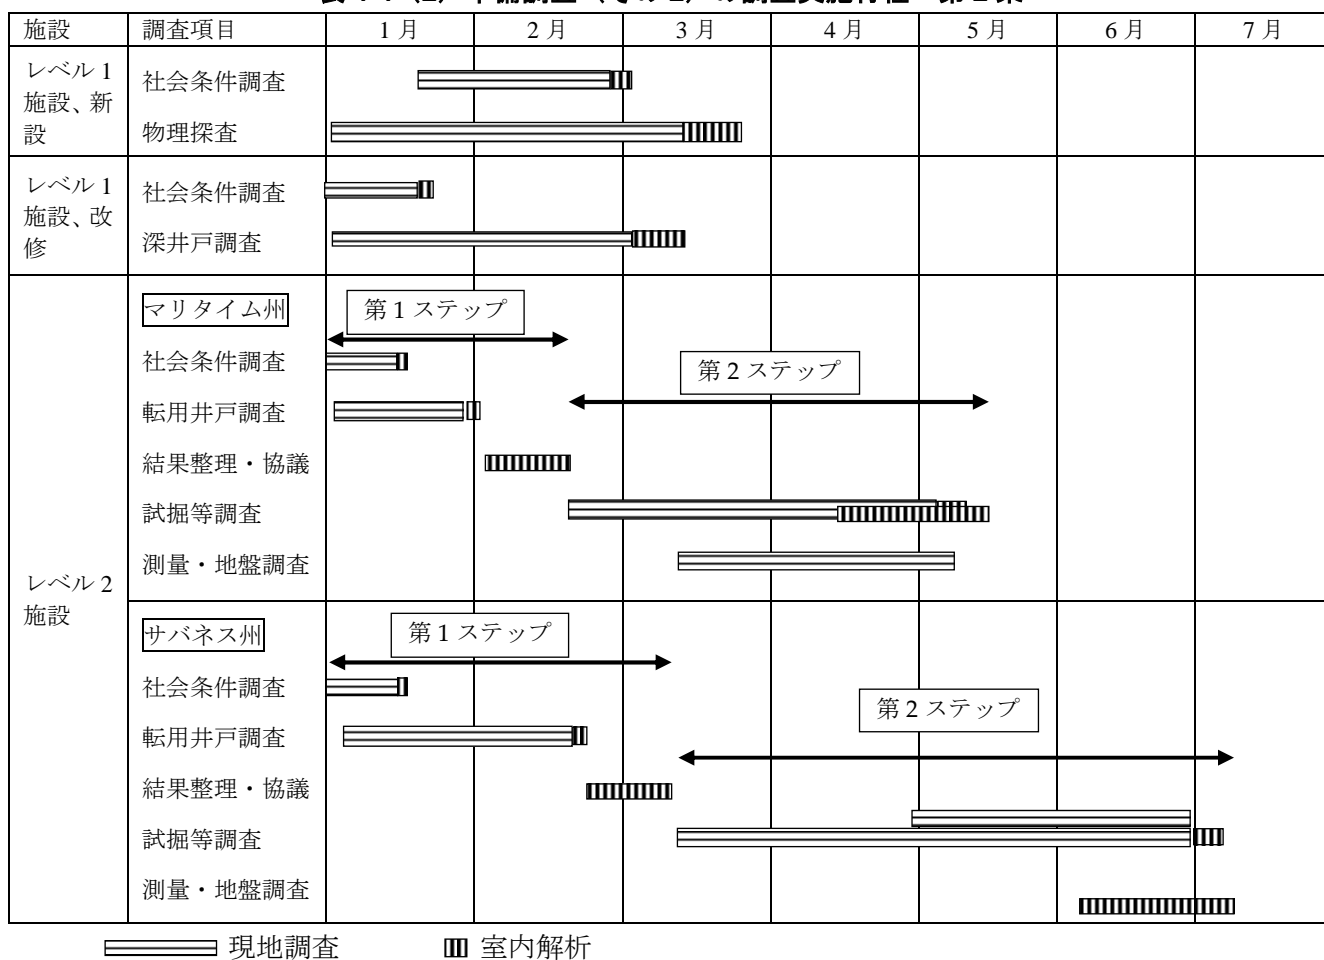 施設 調査項目 1月 2月 3月 4月 5月 6月 7月
レベル1
施設、新
設
社会条件調査
物理探査
レベル1
施設、改
修
社会条件調査
深井戸調査
レベル2
施設
マリタイム州
第1ステップ
社会条件調査
第2ステップ
転用井戸調査
結果整理・協議
試掘等調査
測量・地盤調査
サバネス州
第1ステップ
社会条件調査
第2ステップ
転用井戸調査
結果整理・協議
試掘等調査
測量・地盤調査
現地調査 室内解析